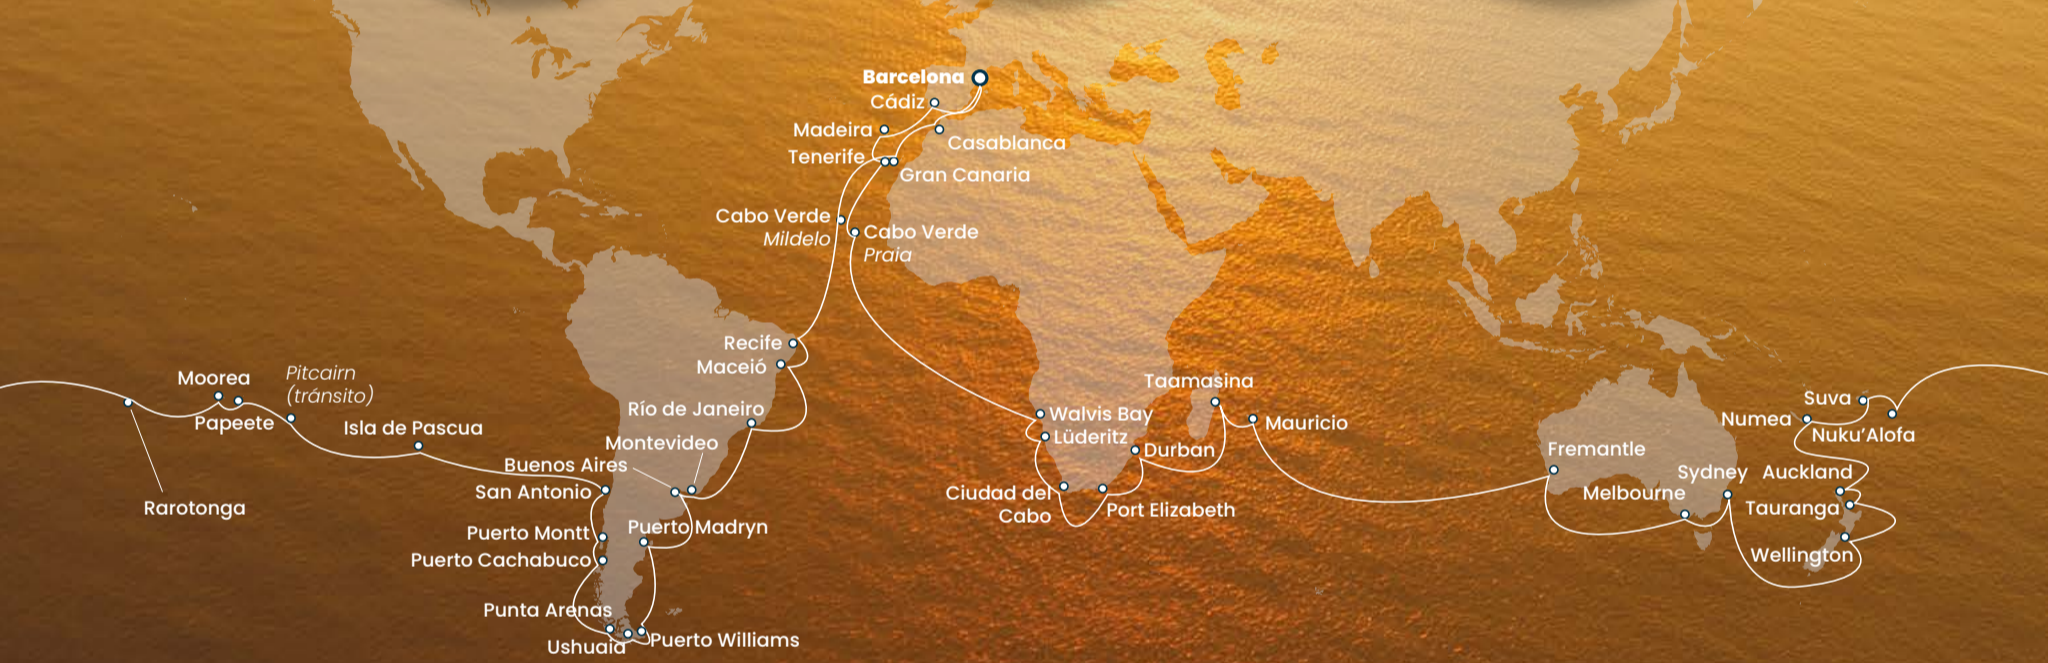 Barcelona
Cádiz
Madeira
Casablanca
Tenerife
Gran Canaria
Cabo Verde
Mildelo
Cabo Verde
Praia
Recife
Maceió
Río de Janeiro
Montevideo
Buenos Aires
San Antonio
Puerto Madryn
Puerto Montt
Puerto Cachabuco
Punta Arenas
Ushuaia
Puerto Williams
Moorea
Papeete
Pitcairn
(tránsito)
Isla de Pascua
Rarotonga
Taamasina
Walvis Bay
Lüderitz
Durban
Mauricio
Ciudad del
Cabo
Port Elizabeth
Fremantle
Sydney
Melbourne
Suva
Numea
Nuku'Alofa
Auckland
Tauranga
Wellington